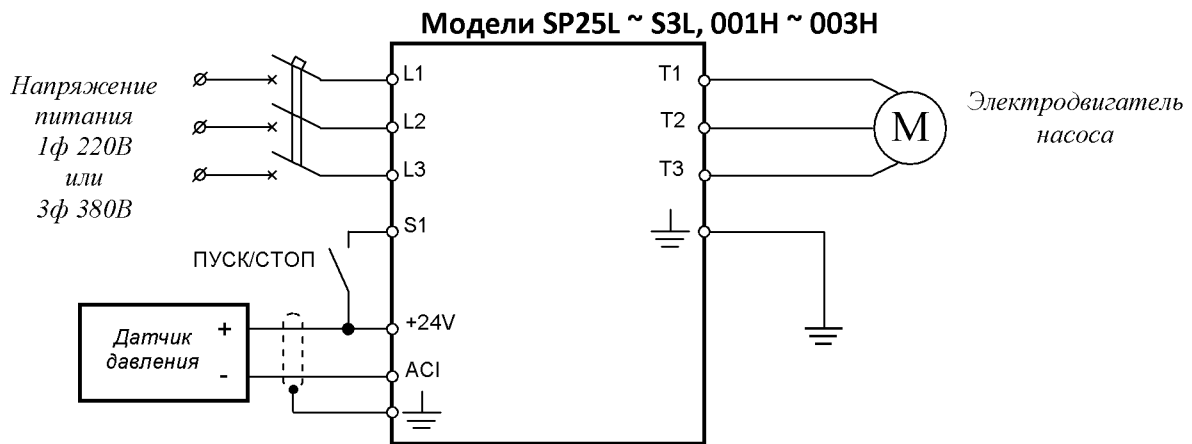 Модели SP25L ~ S3L, 001H ~ 003H
Напряжение
питания
1ф 220В
или
3ф 380В
L1
L2
L3
S1
ПУСК/СТОП
+24V
ACI
Датчик
давления
+
-
T1
T2
T3
M
Электродвигатель
насоса